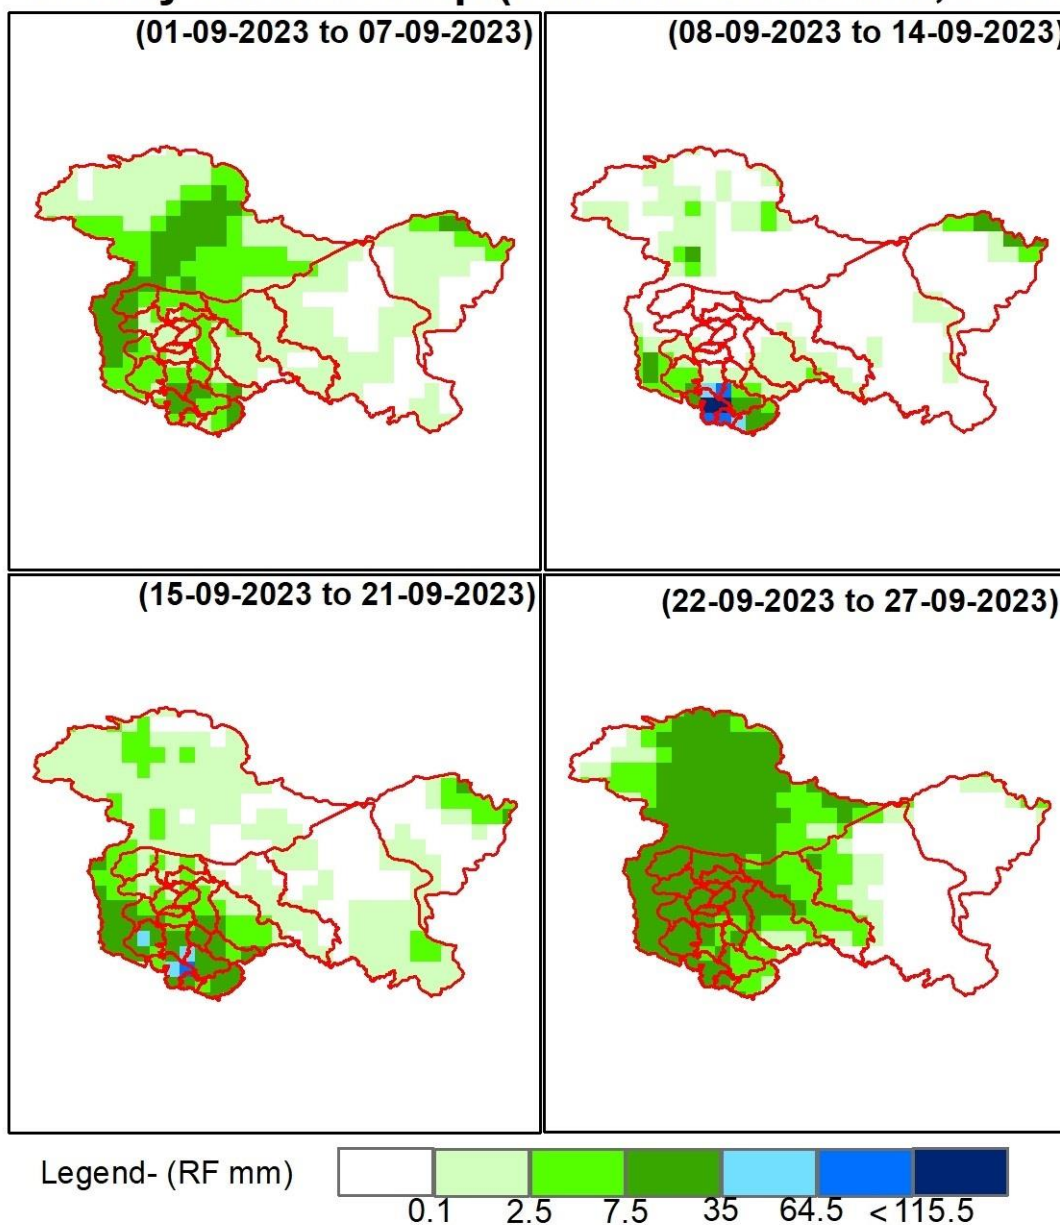 (01-09-2023 to 07-09-2023)
(08-09-2023 to 14-09-2023)
(15-09-2023 to 21-09-2023)
(22-09-2023 to 27-09-2023)
Legend- (RF mm)
0.1 2.5 7.5 35 64.5 < 115.5